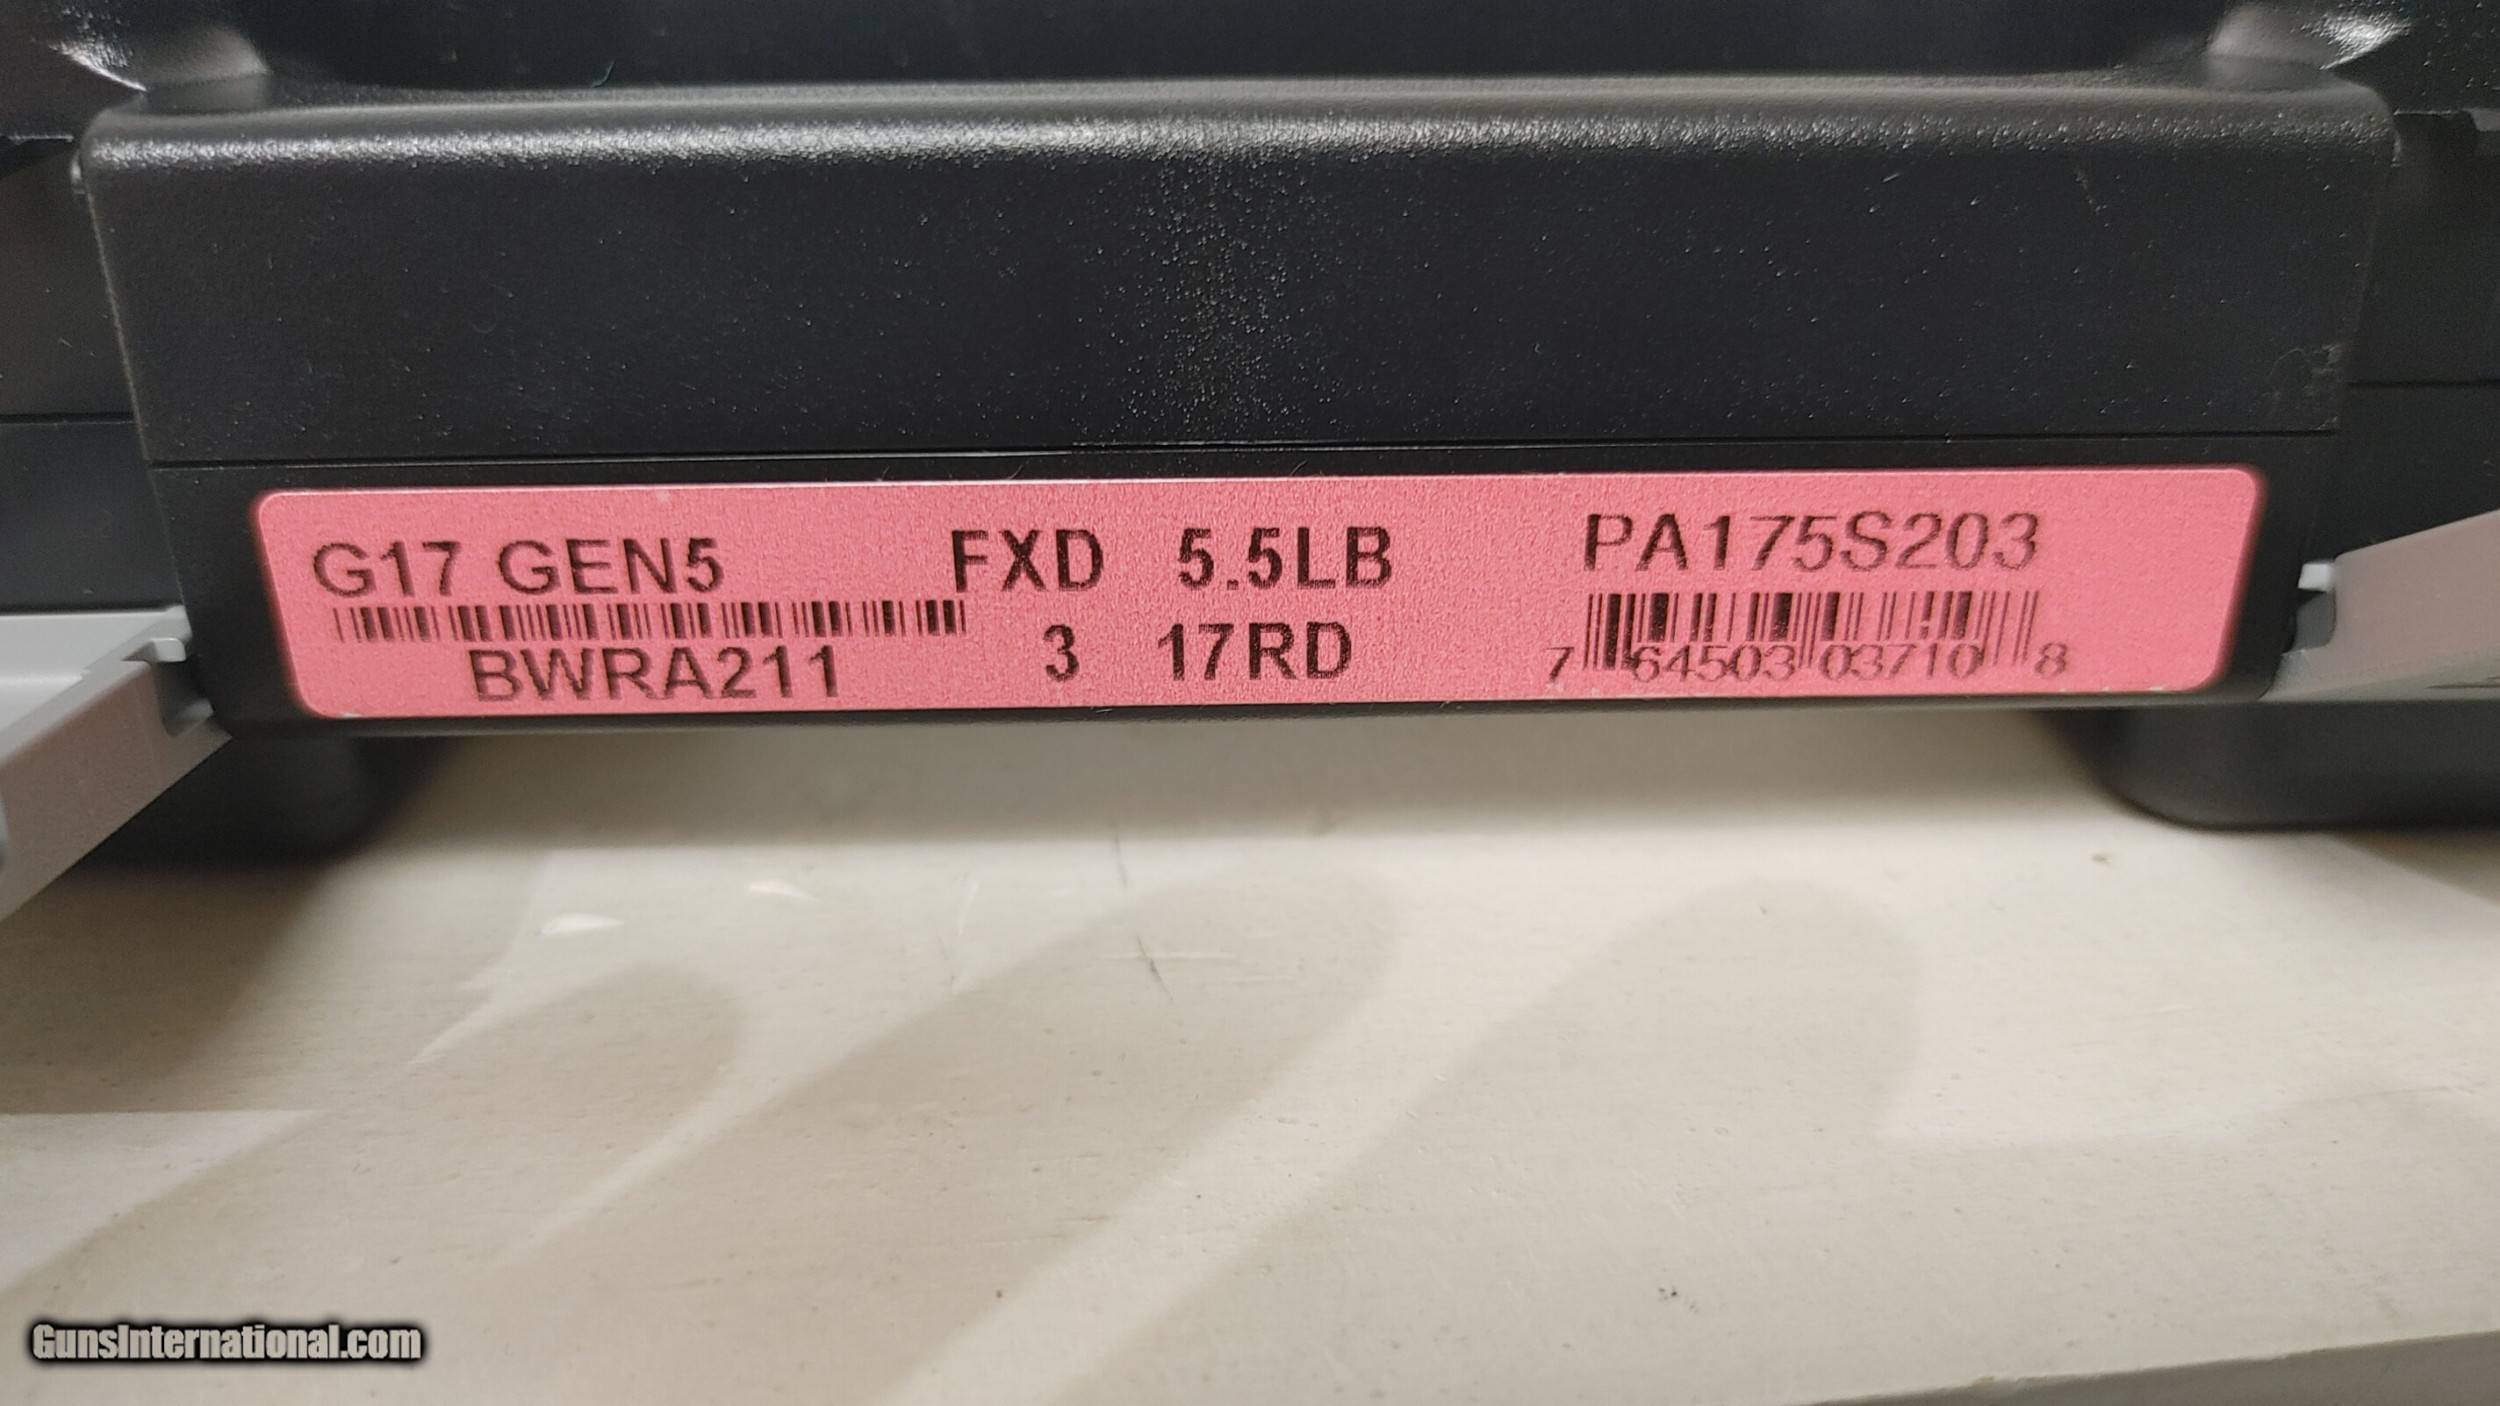 G17 GEN5 FXD 5.5LB PA175S203
BWRA211 3 17RD 7 64503 03710 8
GunsInternational.com